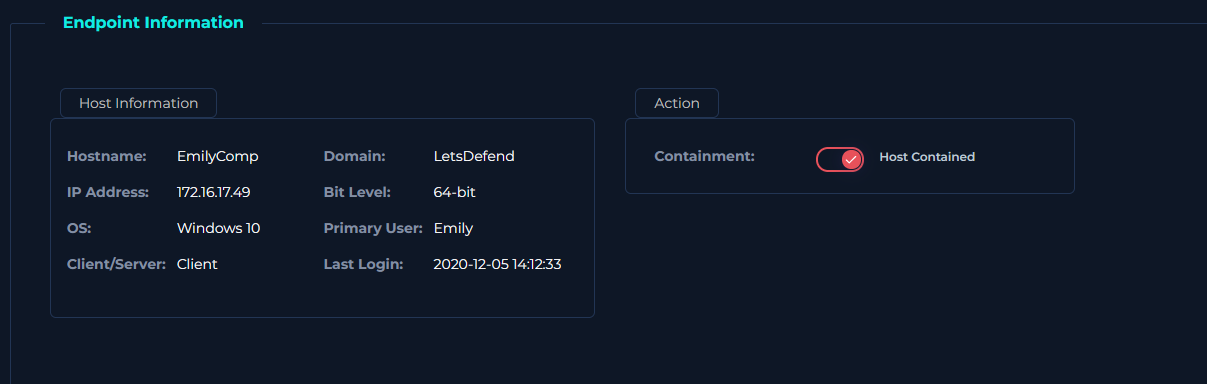 Endpoint Information
Host Information
Hostname: EmilyComp Domain: LetsDefend
IP Address: 172.16.17.49 Bit Level: 64-bit
OS: Windows 10 Primary User: Emily
Client/Server: Client Last Login: 2020-12-05 14:12:33
Action
Containment: Host Contained